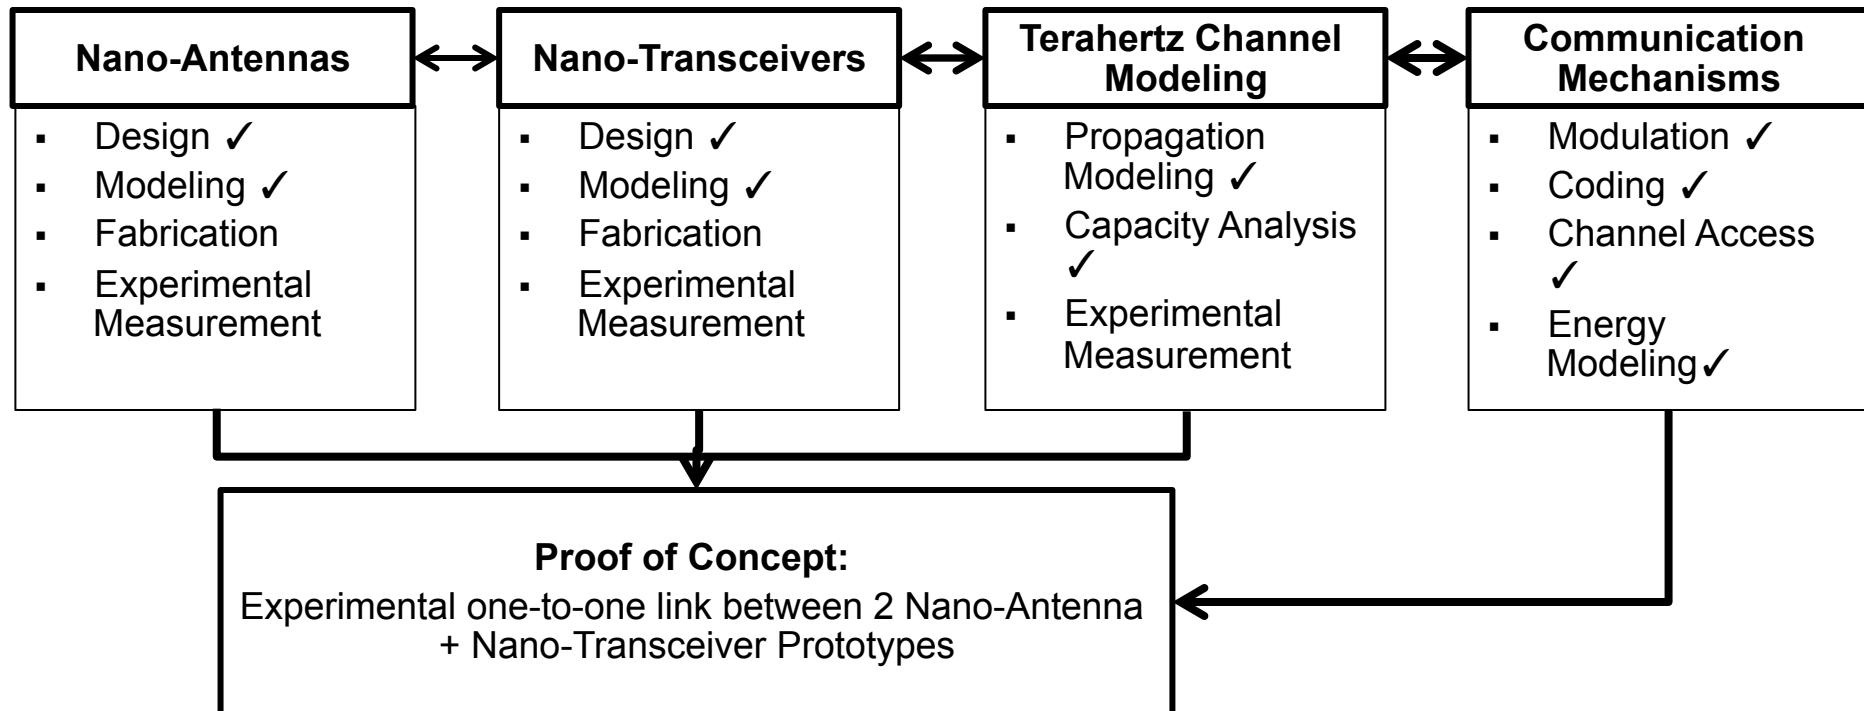 Nano-Antennas
▪ Design ✓
▪ Modeling ✓
▪ Fabrication
▪ Experimental
Measurement
Nano-Transceivers
▪ Design ✓
▪ Modeling ✓
▪ Fabrication
▪ Experimental
Measurement
Terahertz Channel
Modeling
▪ Propagation
Modeling ✓
▪ Capacity Analysis
✓
▪ Experimental
Measurement
Communication
Mechanisms
▪ Modulation ✓
▪ Coding ✓
▪ Channel Access
✓
▪ Energy
Modeling✓
Proof of Concept:
Experimental one-to-one link between 2 Nano-Antenna
+ Nano-Transceiver Prototypes